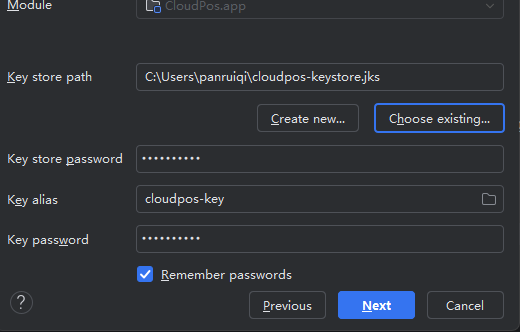 Module CloudPos.app
Key store path C:\Users\panruiqi\cloudpos-keystore.jks
Create new... Choose existing...
Key store password ••••••••••
Key alias cloudpos-key
Key password ••••••••••
Remember passwords
? Previous Next Cancel